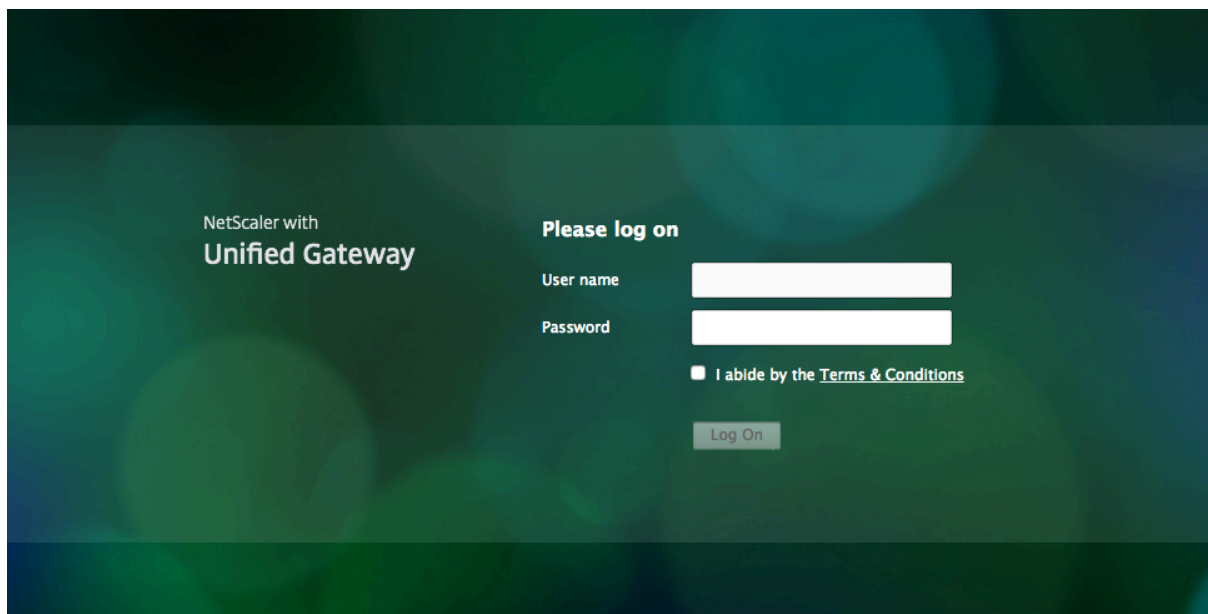 NetScaler with
Unified Gateway
Please log on
User name
Password
I abide by the Terms & Conditions
Log On